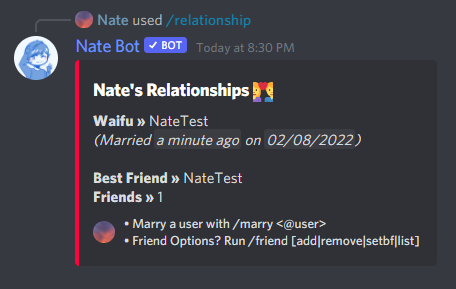 Nate used /relationship
Nate Bot ✓ BOT Today at 8:30 PM
Nate's Relationships 👩‍❤️‍👨
Waifu » NateTest
(Married a minute ago on 02/08/2022)
Best Friend » NateTest
Friends » 1
• Marry a user with /marry <@user>
• Friend Options? Run /friend [add|remove|setbf|list]